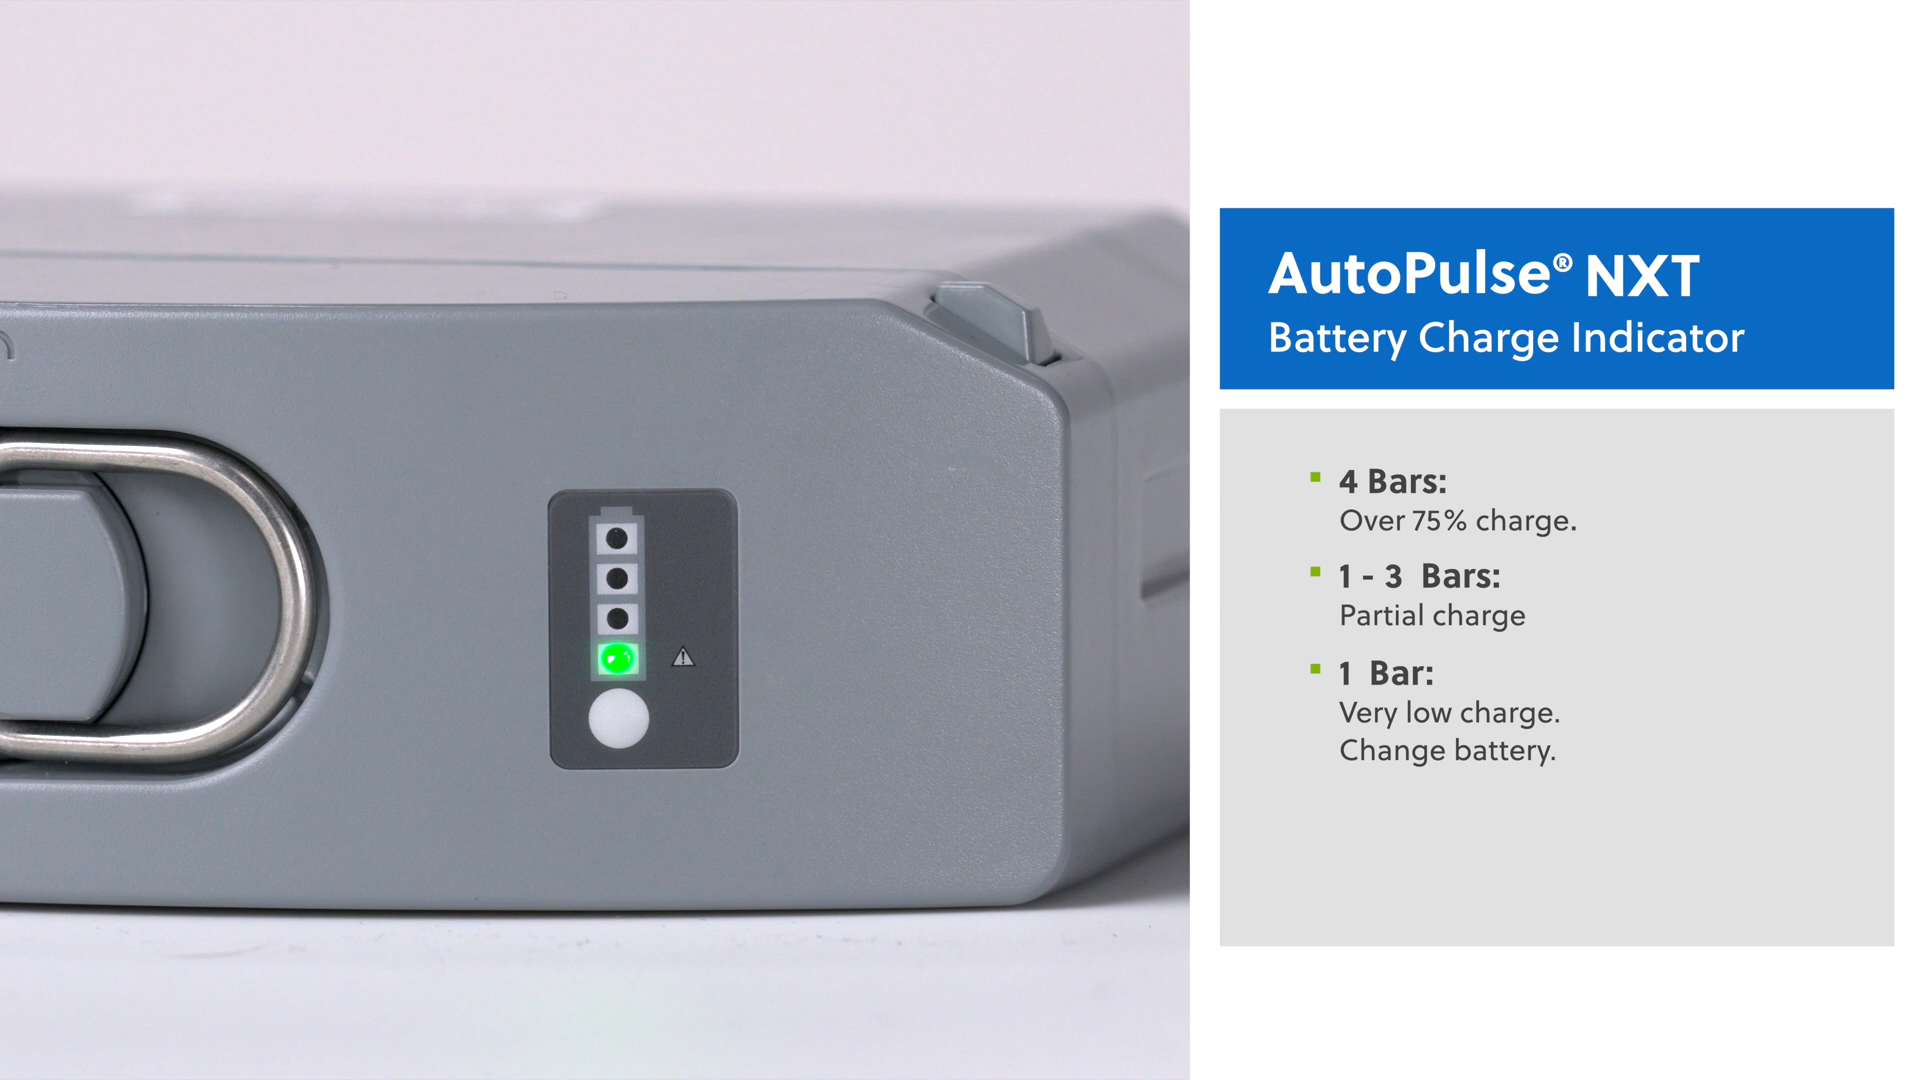 AutoPulse® NXT
Battery Charge Indicator
4 Bars:
Over 75% charge.
1 - 3 Bars:
Partial charge
1 Bar:
Very low charge.
Change battery.